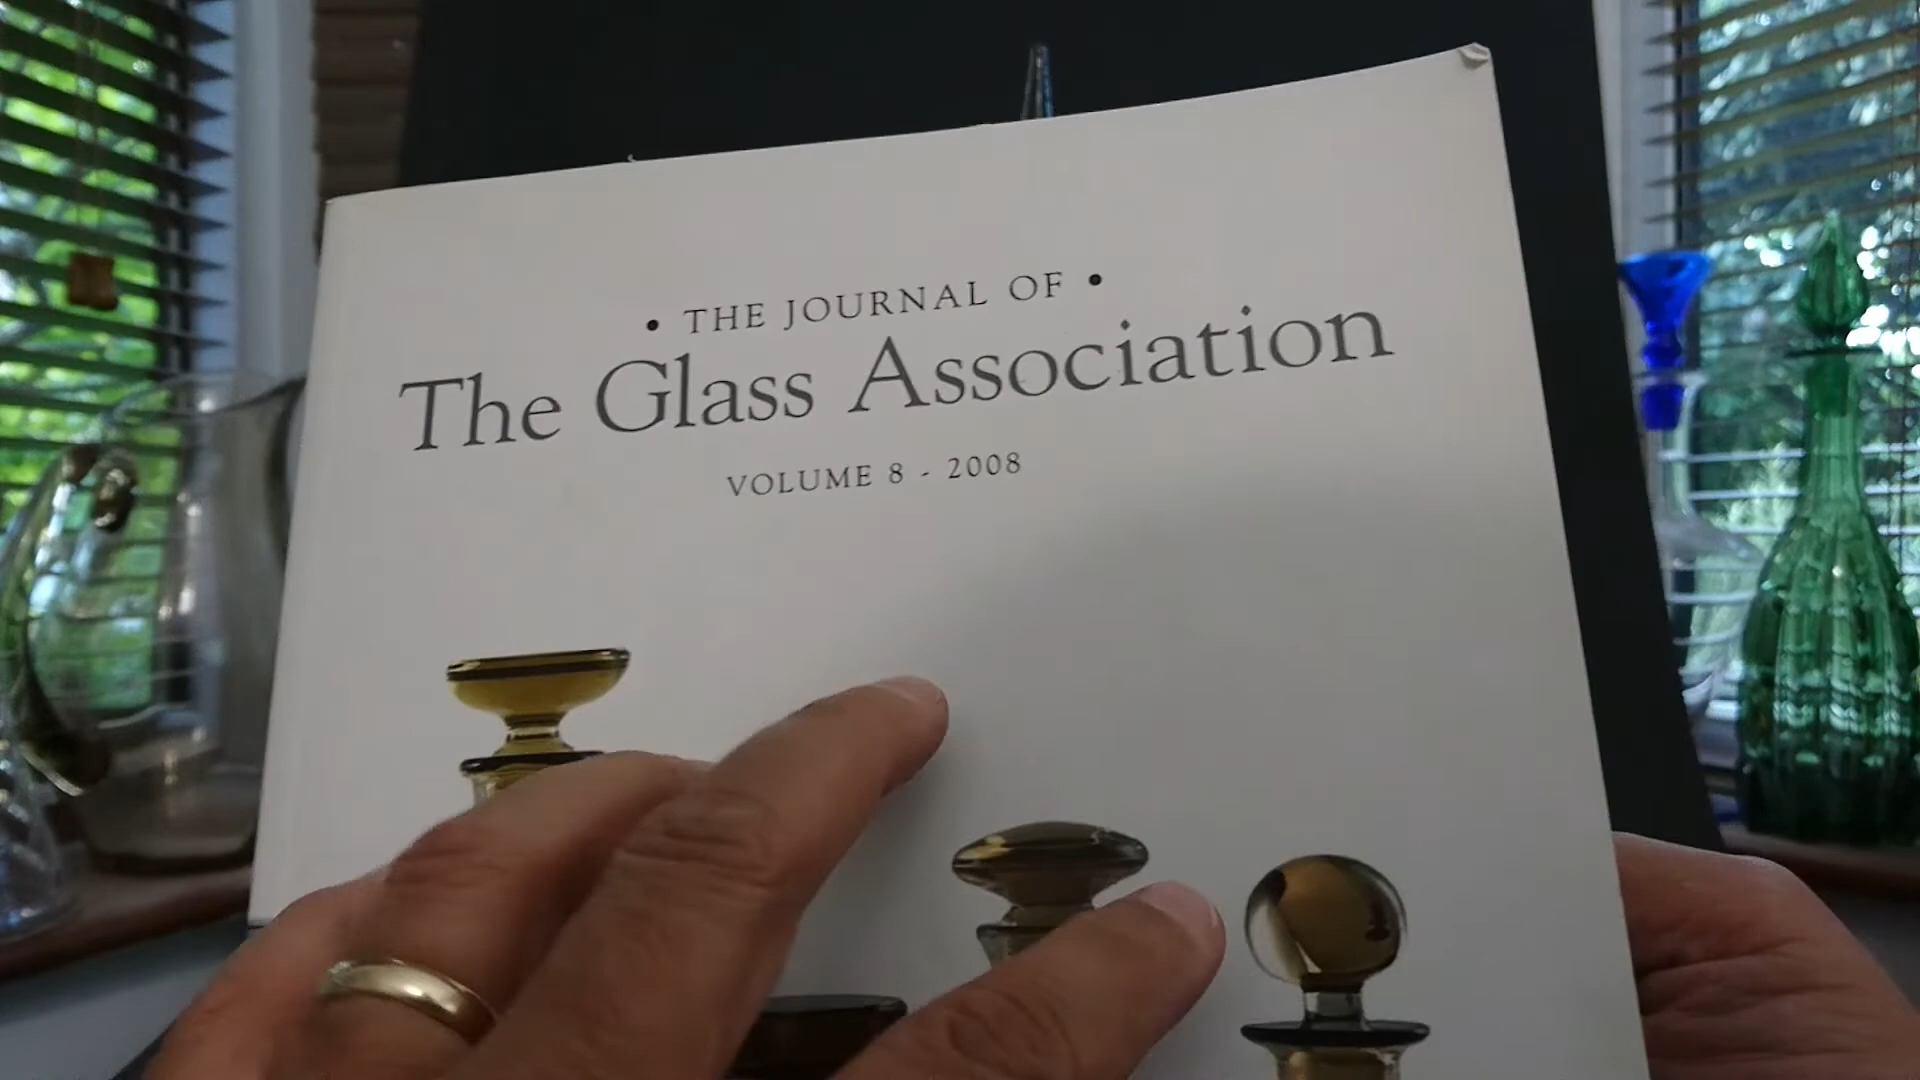 • THE JOURNAL OF •
The Glass Association
VOLUME 8 - 2008